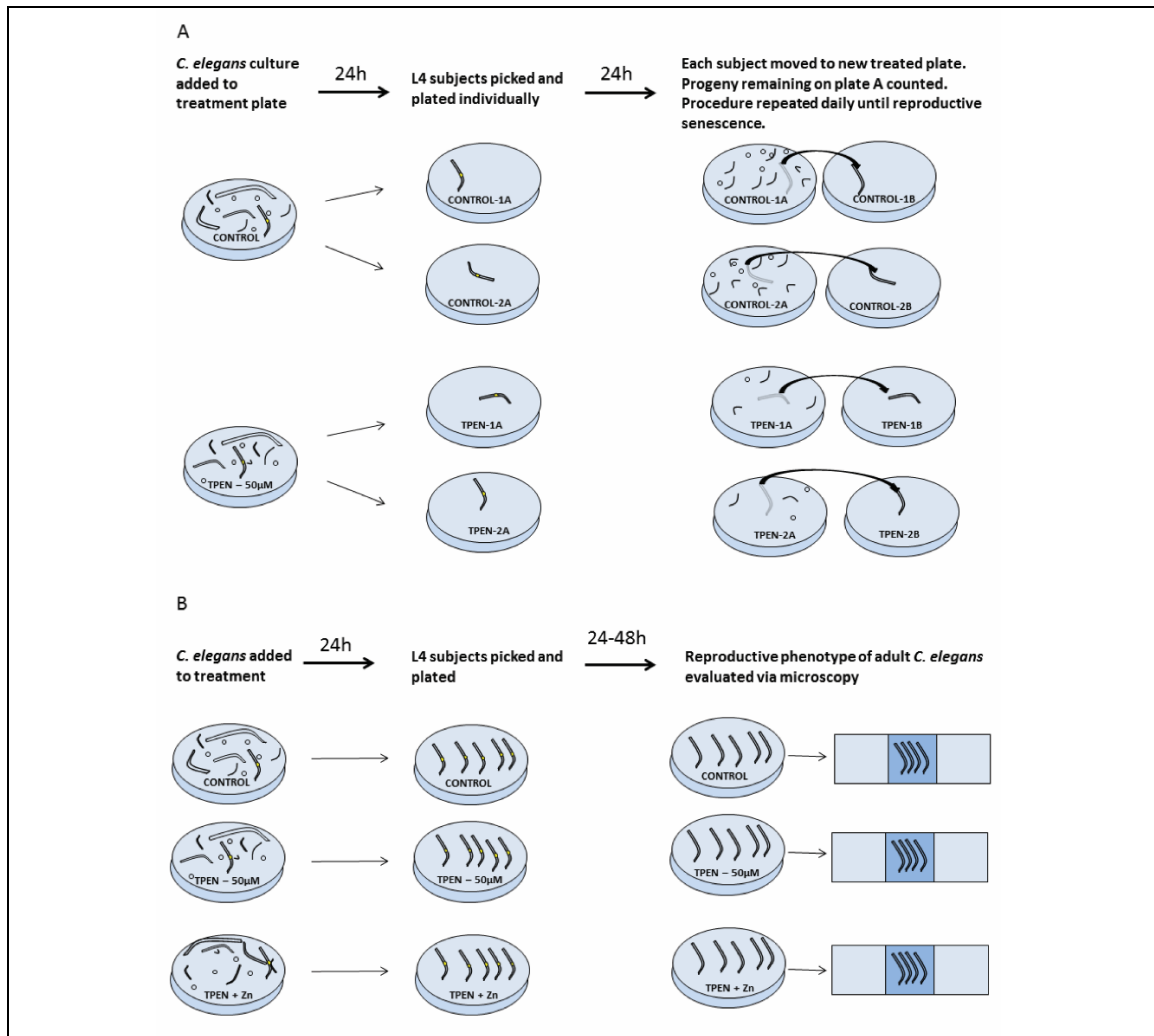 A
C. elegans culture
added to
treatment plate
24h
L4 subjects picked and
plated individually
24h
Each subject moved to new treated plate.
Progeny remaining on plate A counted.
Procedure repeated daily until reproductive
senescence.
CONTROL
CONTROL-1A
CONTROL-1A
CONTROL-1B
CONTROL-2A
CONTROL-2A
CONTROL-2B
TPEN – 50µM
TPEN-1A
TPEN-1A
TPEN-1B
TPEN-2A
TPEN-2A
TPEN-2B
B
C. elegans added
to treatment
24h
L4 subjects picked and
plated
24-48h
Reproductive phenotype of adult C. elegans
evaluated via microscopy
CONTROL
CONTROL
CONTROL
TPEN – 50µM
TPEN – 50µM
TPEN – 50µM
TPEN + Zn
TPEN + Zn
TPEN + Zn